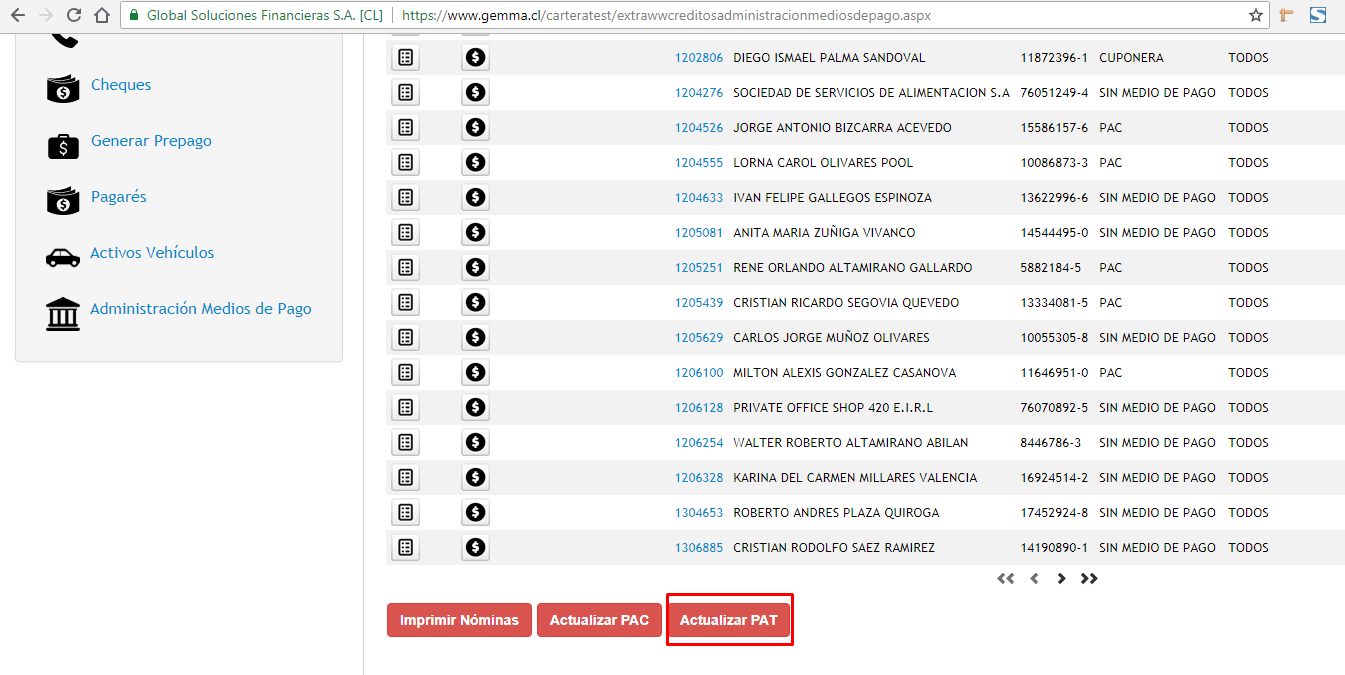 Global Soluciones Financieras S.A. [CL] https://www.gemma.cl/carteratest/extrawwcreditosadministracionmediosdepago.aspx
Cheques
Generar Prepago
Pagarés
Activos Vehículos
Administración Medios de Pago
1202806 DIEGO ISMAEL PALMA SANDOVAL 11872396-1 CUPONERA TODOS
1204276 SOCIEDAD DE SERVICIOS DE ALIMENTACION S.A 76051249-4 SIN MEDIO DE PAGO TODOS
1204526 JORGE ANTONIO BIZCARRA ACEVEDO 15586157-6 PAC TODOS
1204555 LORNA CAROL OLIVARES POOL 10086873-3 PAC TODOS
1204633 IVAN FELIPE GALLEGOS ESPINOZA 13622996-6 SIN MEDIO DE PAGO TODOS
1205081 ANITA MARIA ZUÑIGA VIVANCO 14544495-0 SIN MEDIO DE PAGO TODOS
1205251 RENE ORLANDO ALTAMIRANO GALLARDO 5882184-5 PAC TODOS
1205439 CRISTIAN RICARDO SEGOVIA QUEVEDO 13334081-5 PAC TODOS
1205629 CARLOS JORGE MUÑOZ OLIVARES 10055305-8 SIN MEDIO DE PAGO TODOS
1206100 MILTON ALEXIS GONZALEZ CASANOVA 11646951-0 PAC TODOS
1206128 PRIVATE OFFICE SHOP 420 E.I.R.L 76070892-5 SIN MEDIO DE PAGO TODOS
1206254 WALTER ROBERTO ALTAMIRANO ABILAN 8446786-3 SIN MEDIO DE PAGO TODOS
1206328 KARINA DEL CARMEN MILLARES VALENCIA 16924514-2 SIN MEDIO DE PAGO TODOS
1304653 ROBERTO ANDRES PLAZA QUIROGA 17452924-8 SIN MEDIO DE PAGO TODOS
1306885 CRISTIAN RODOLFO SAEZ RAMIREZ 14190890-1 SIN MEDIO DE PAGO TODOS
Imprimir Nóminas Actualizar PAC Actualizar PAT